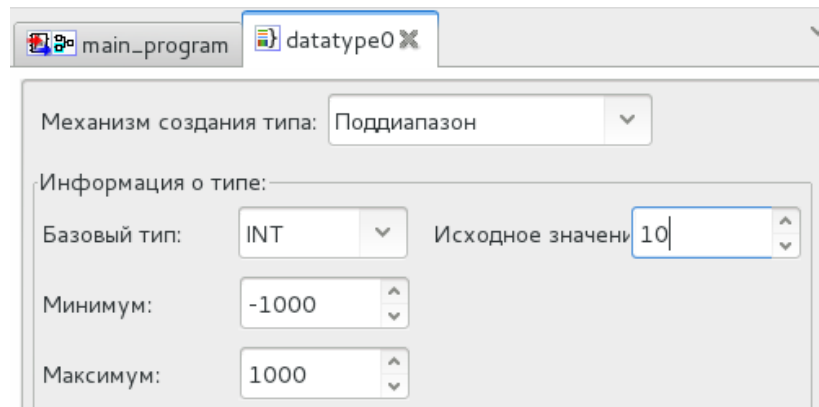 main_program datatype0
Механизм создания типа: Поддиапазон
Информация о типе:
Базовый тип: INT Исходное значени 10
Минимум: -1000
Максимум: 1000